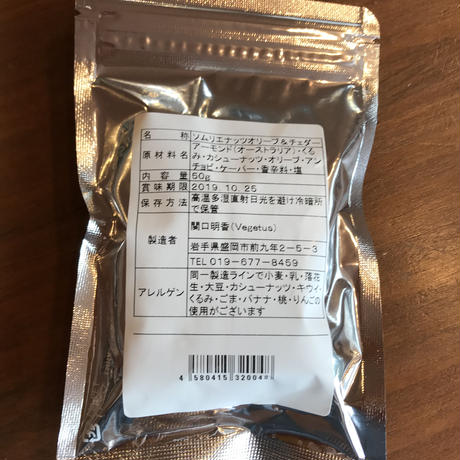 名 称 ソムリエナッツオリーブ&チェダー
原材料名 アーモンド(オーストラリア)・くる
み・カシューナッツ・オリーブ・アン
チョビ・ケーパー・香辛料・塩
内 容 量 50g
賞味期限 2019.10.25
保存方法 高温多湿直射日光を避け冷暗所
で保管
製造者 関口明香(Vegetus)
岩手県盛岡市前九年2-5-3
TEL 019-677-8459
アレルゲン 同一製造ラインで小麦・乳・落花
生・大豆・カシューナッツ・キウイ・
くるみ・ごま・バナナ・桃・りんごの
使用がございます
4 580415 32004